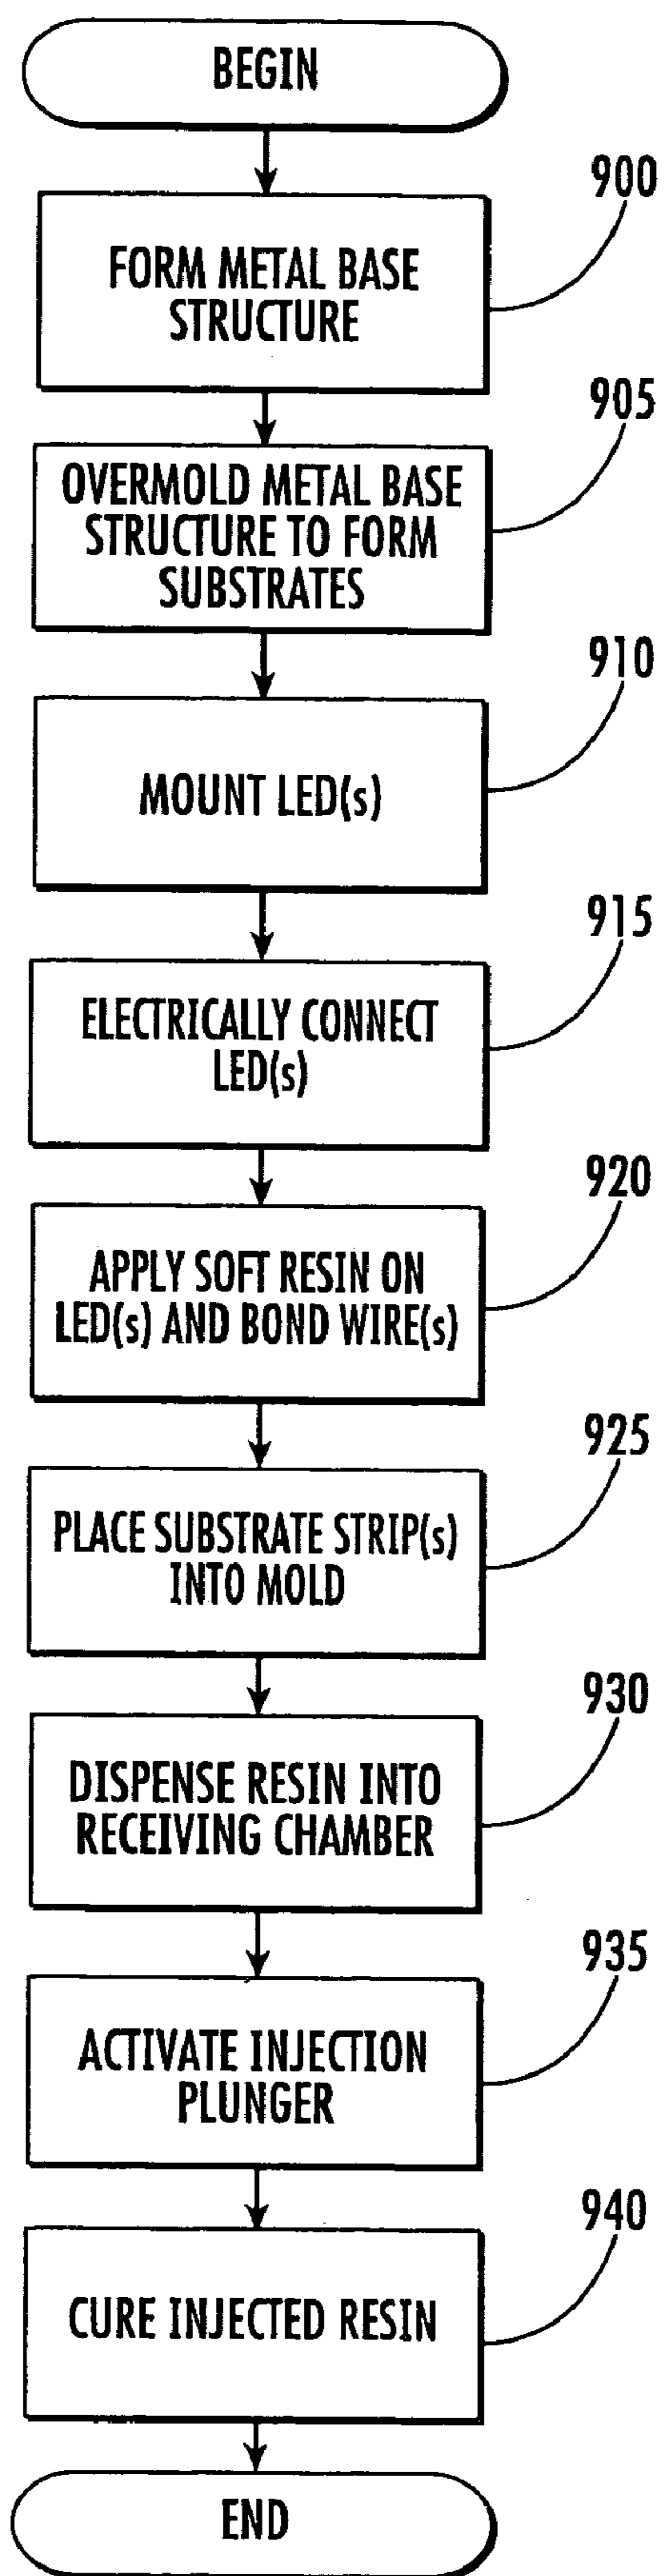 BEGIN
900
FORM METAL BASE
STRUCTURE
905
OVERMOLD METAL BASE
STRUCTURE TO FORM
SUBSTRATES
910
MOUNT LED(s)
915
ELECTRICALLY CONNECT
LED(s)
920
APPLY SOFT RESIN ON
LED(s) AND BOND WIRE(s)
925
PLACE SUBSTRATE STRIP(s)
INTO MOLD
930
DISPENSE RESIN INTO
RECEIVING CHAMBER
935
ACTIVATE INJECTION
PLUNGER
940
CURE INJECTED RESIN
END